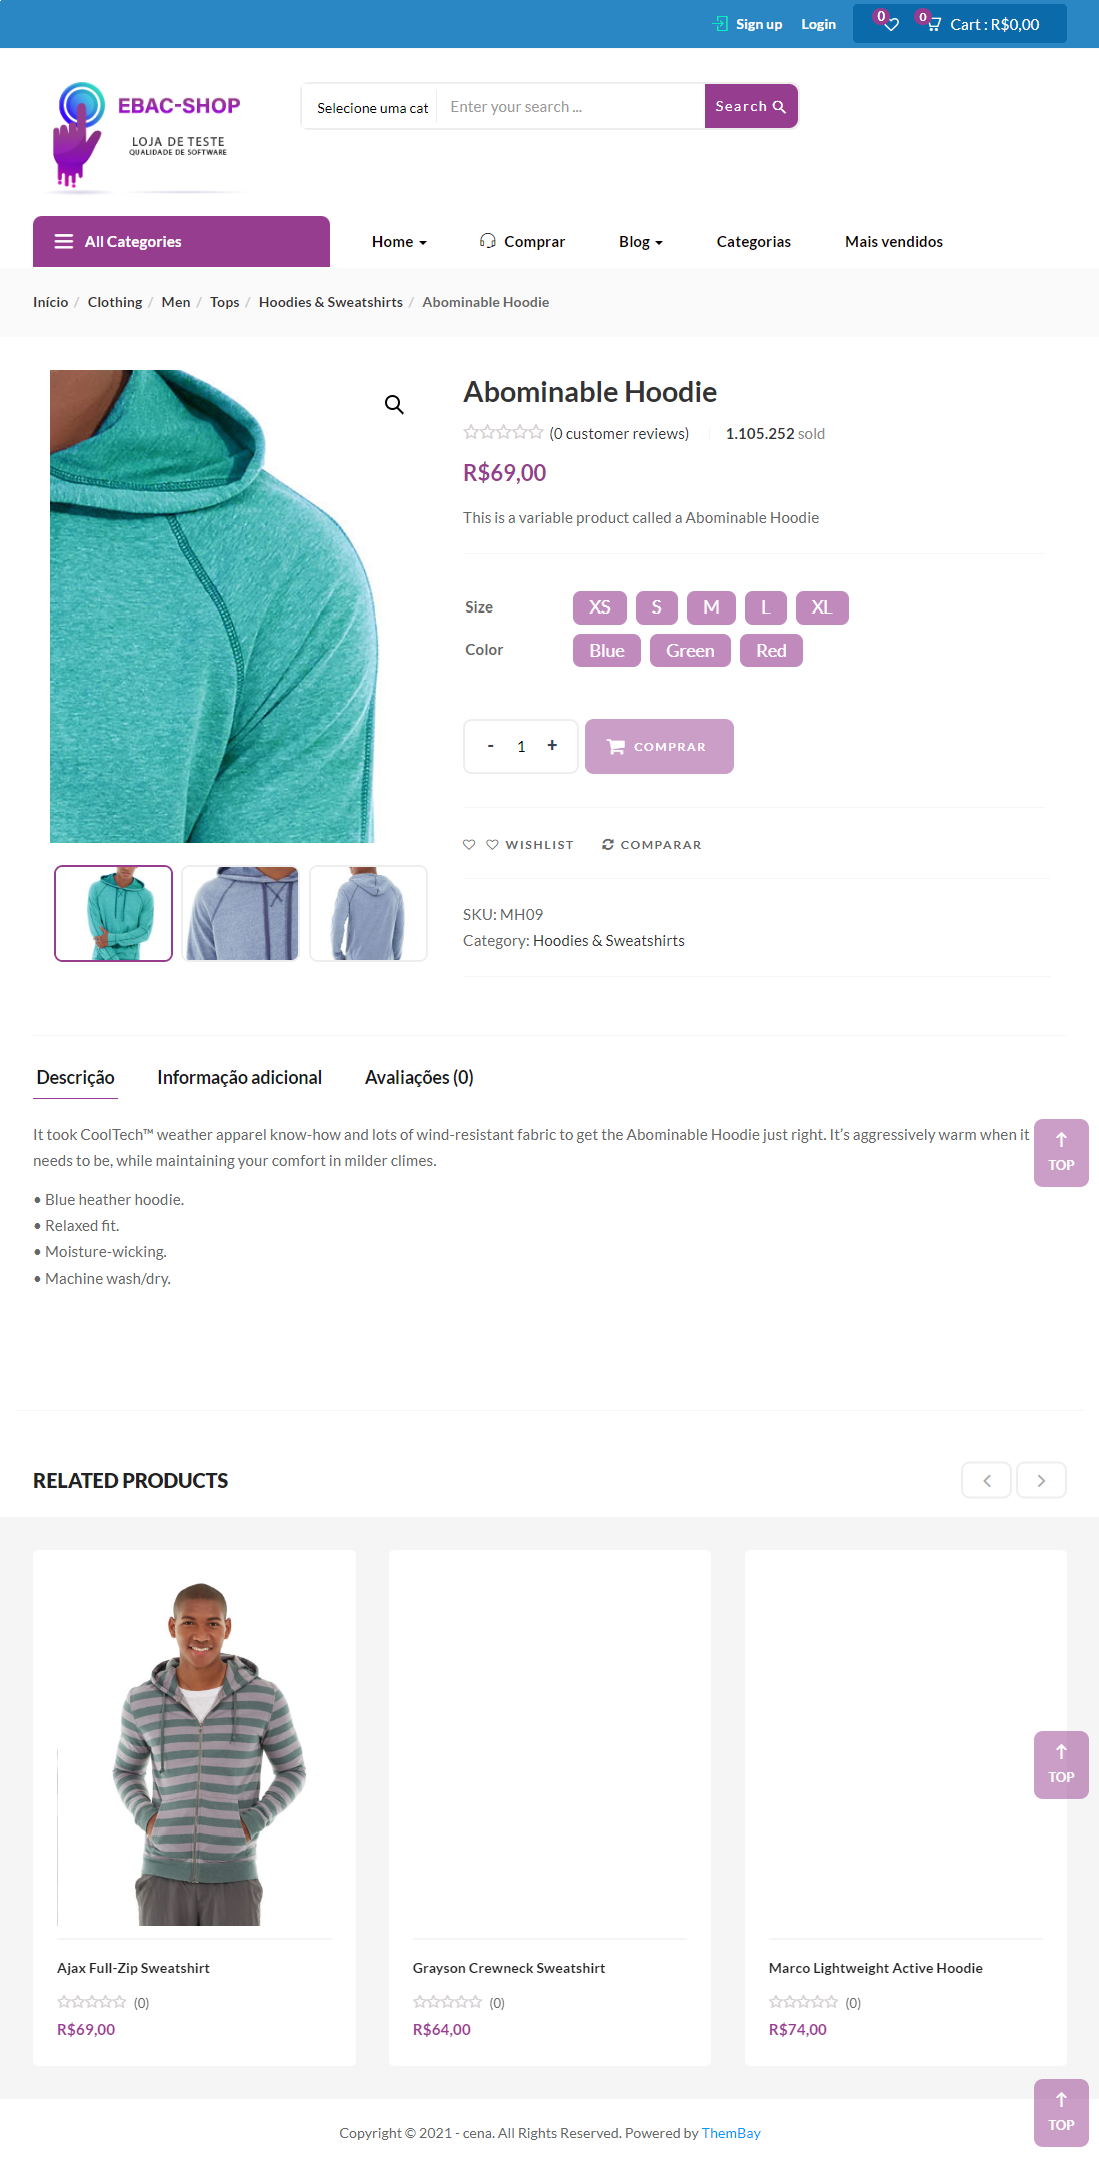 Sign up Login 0 0 Cart : R$0,00
EBAC-SHOP
LOJA DE TESTE
QUALIDADE DE SOFTWARE
Selecione uma cat Enter your search ... Search
All Categories Home Comprar Blog Categorias Mais vendidos
Início / Clothing / Men / Tops / Hoodies & Sweatshirts / Abominable Hoodie
Abominable Hoodie
(0 customer reviews) 1.105.252 sold
R$69,00
This is a variable product called a Abominable Hoodie
Size XS S M L XL
Color Blue Green Red
- 1 + COMPRAR
WISHLIST COMPARAR
SKU: MH09
Category: Hoodies & Sweatshirts
Descrição Informação adicional Avaliações (0)
It took CoolTech™ weather apparel know-how and lots of wind-resistant fabric to get the Abominable Hoodie just right. It’s aggressively warm when it
needs to be, while maintaining your comfort in milder climes.
TOP
• Blue heather hoodie.
• Relaxed fit.
• Moisture-wicking.
• Machine wash/dry.
RELATED PRODUCTS
TOP
Ajax Full-Zip Sweatshirt Grayson Crewneck Sweatshirt Marco Lightweight Active Hoodie
(0) (0) (0)
R$69,00 R$64,00 R$74,00
TOP
Copyright © 2021 - cena. All Rights Reserved. Powered by ThemBay